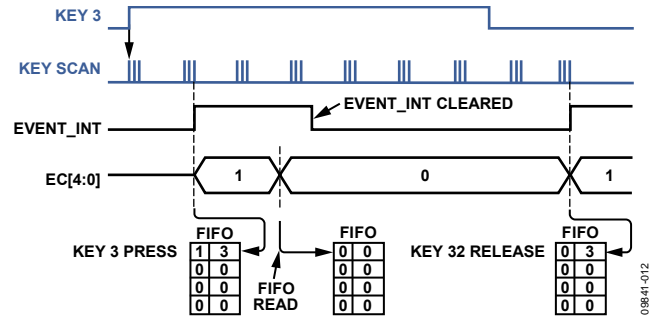 KEY 3
KEY SCAN
EVENT_INT
EVENT_INT CLEARED
EC[4:0]
1
0
1
KEY 3 PRESS
FIFO
1 3
0 0
0 0
0 0
FIFO
READ
FIFO
0 0
0 0
0 0
0 0
KEY 32 RELEASE
FIFO
0 3
0 0
0 0
0 0
09841-012